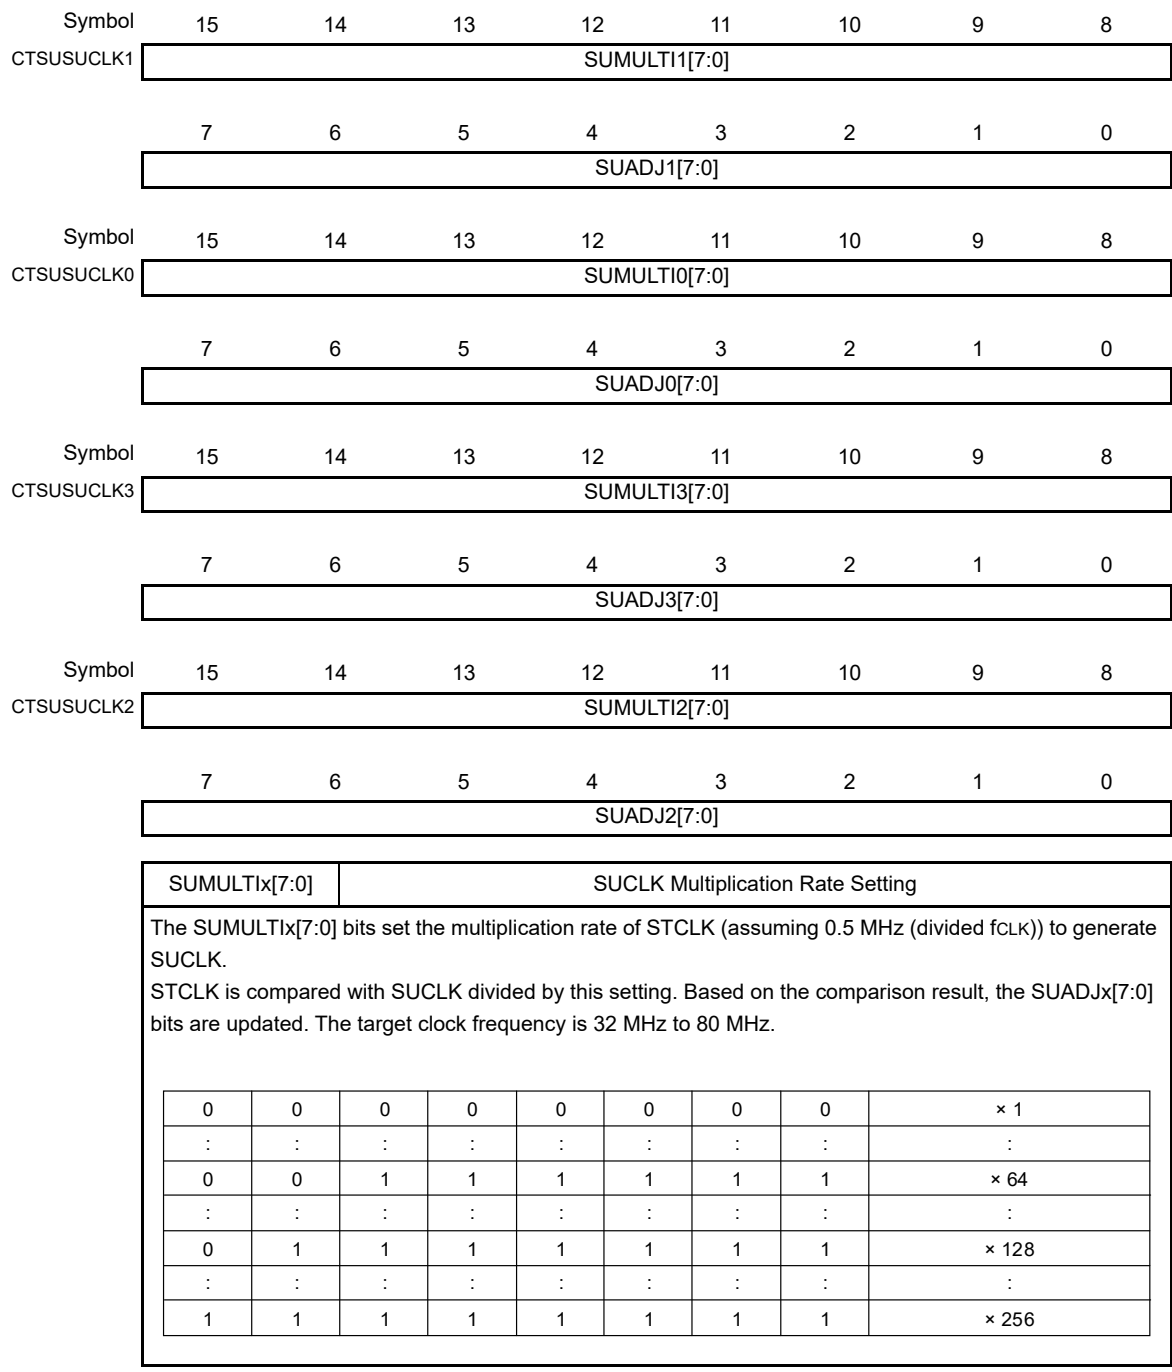 Symbol 15 14 13 12 11 10 9 8
CTSUSUCLK1 SUMULTI1[7:0]
7 6 5 4 3 2 1 0
SUADJ1[7:0]
Symbol 15 14 13 12 11 10 9 8
CTSUSUCLK0 SUMULTI0[7:0]
7 6 5 4 3 2 1 0
SUADJ0[7:0]
Symbol 15 14 13 12 11 10 9 8
CTSUSUCLK3 SUMULTI3[7:0]
7 6 5 4 3 2 1 0
SUADJ3[7:0]
Symbol 15 14 13 12 11 10 9 8
CTSUSUCLK2 SUMULTI2[7:0]
7 6 5 4 3 2 1 0
SUADJ2[7:0]
SUMULTIx[7:0] SUCLK Multiplication Rate Setting
The SUMULTIx[7:0] bits set the multiplication rate of STCLK (assuming 0.5 MHz (divided fCLK)) to generate
SUCLK.
STCLK is compared with SUCLK divided by this setting. Based on the comparison result, the SUADJx[7:0]
bits are updated. The target clock frequency is 32 MHz to 80 MHz.
0 0 0 0 0 0 0 0 × 1
: : : : : : : : :
0 0 1 1 1 1 1 1 × 64
: : : : : : : : :
0 1 1 1 1 1 1 1 × 128
: : : : : : : : :
1 1 1 1 1 1 1 1 × 256